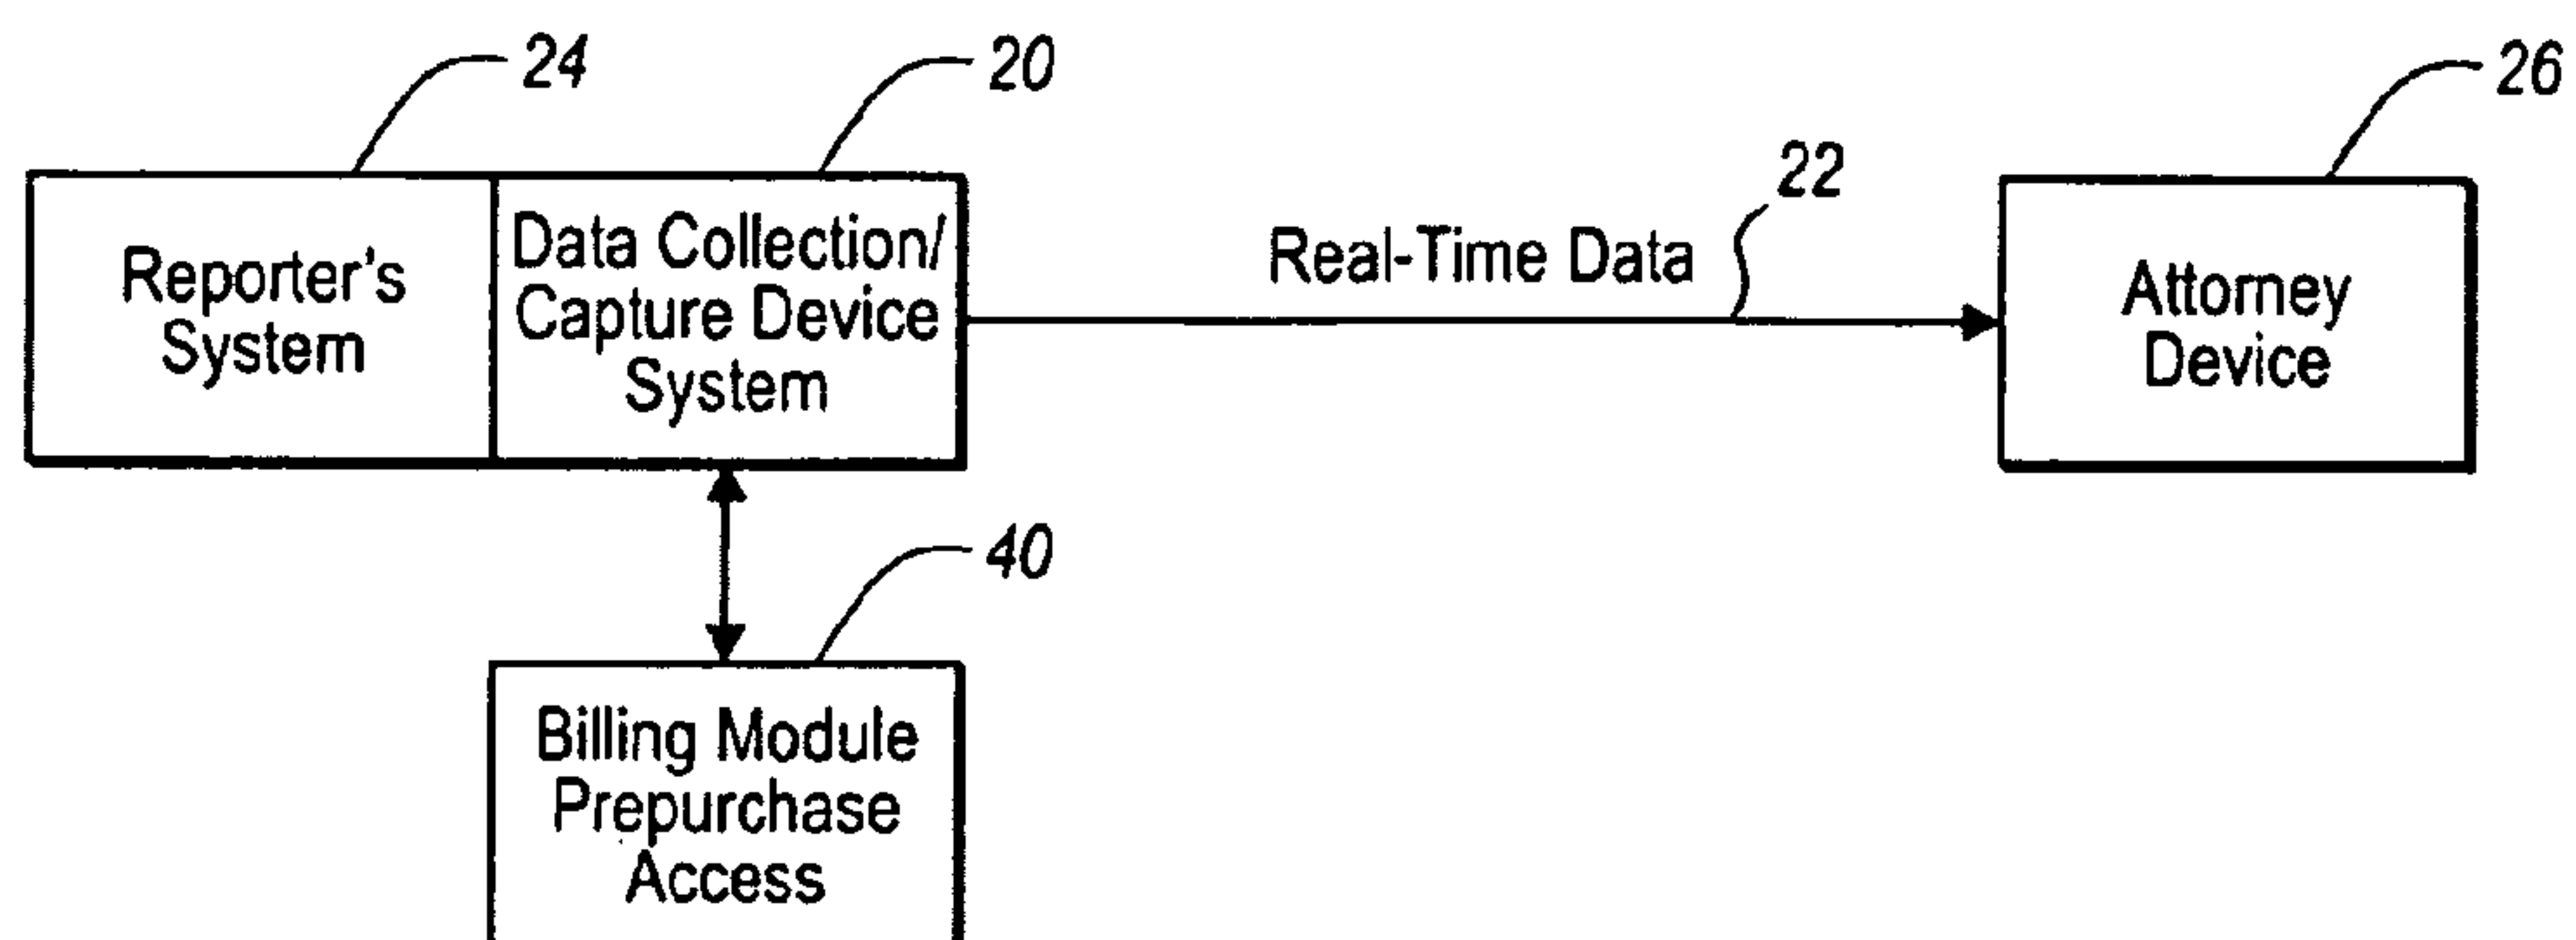 24
20
26
22
Reporter's
System
Data Collection/
Capture Device
System
Real-Time Data
Attorney
Device
40
Billing Module
Prepurchase
Access